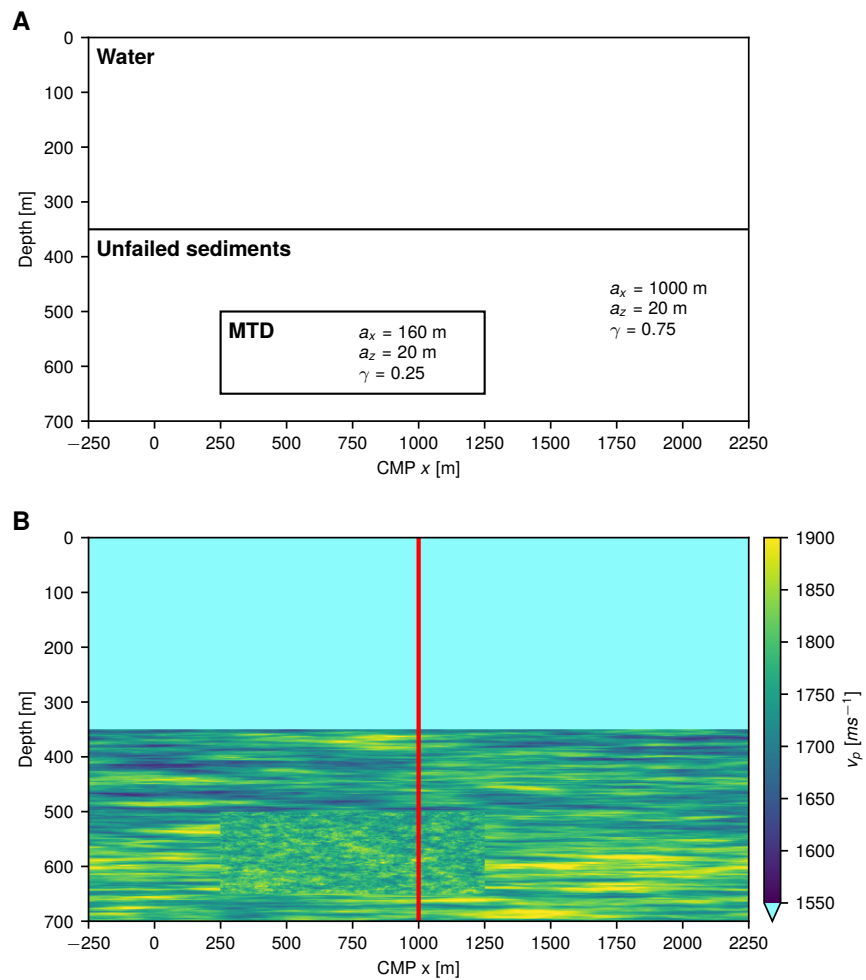 A
0
Water
100
200
300
Depth [m]
Unfailed sediments
400
a_x = 1000 m
a_z = 20 m
γ = 0.75
500
MTD
a_x = 160 m
a_z = 20 m
γ = 0.25
600
700
−250 0 250 500 750 1000 1250 1500 1750 2000 2250
CMP x [m]
B
0
100
200
300
400
500
600
700
Depth [m]
−250 0 250 500 750 1000 1250 1500 1750 2000 2250
CMP x [m]
1900
1850
1800
1750
1700
1650
1600
1550
v_p [ms⁻¹]